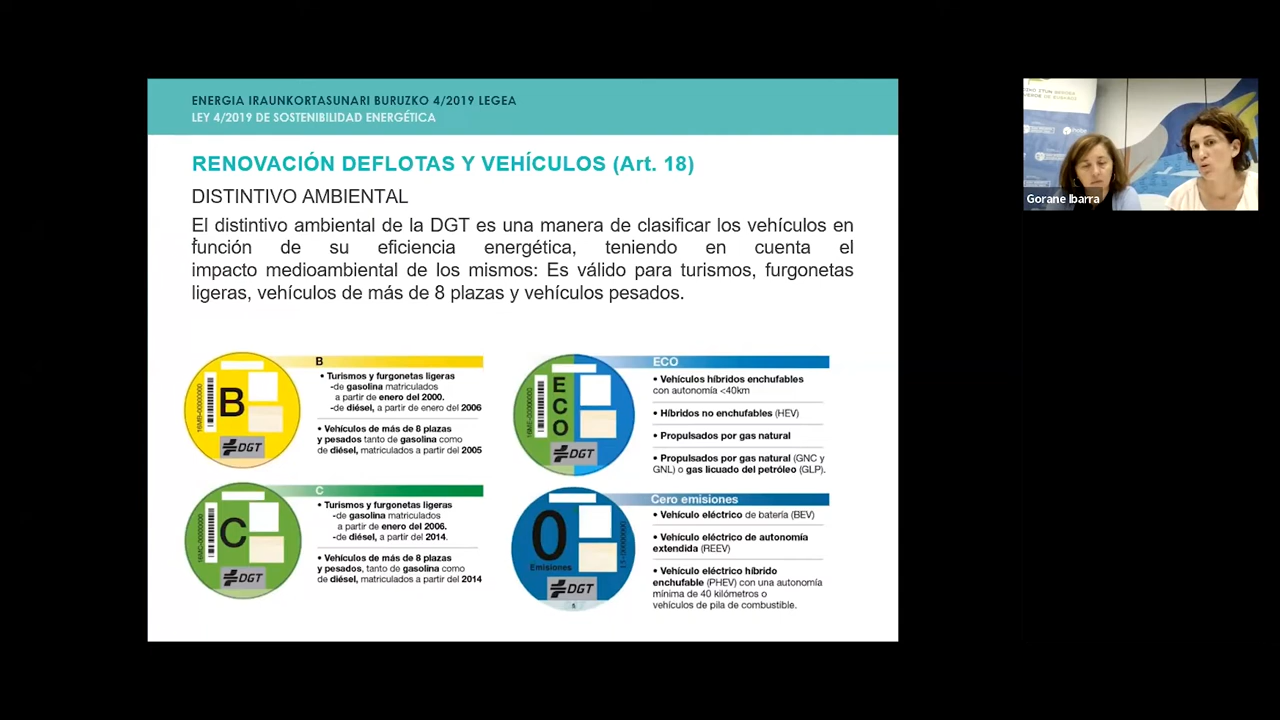 ENERGIA IRAUNKORTASUNARI BURUZKO 4/2019 LEGEA
LEY 4/2019 DE SOSTENIBILIDAD ENERGÉTICA
RENOVACIÓN DEFLOTAS Y VEHÍCULOS (Art. 18)
DISTINTIVO AMBIENTAL
El distintivo ambiental de la DGT es una manera de clasificar los vehículos en
función de su eficiencia energética, teniendo en cuenta el
impacto medioambiental de los mismos: Es válido para turismos, furgonetas
ligeras, vehículos de más de 8 plazas y vehículos pesados.
B
DGT
B
• Turismos y furgonetas ligeras
-de gasolina matriculados
a partir de enero del 2000.
-de diésel, a partir de enero del 2006
• Vehículos de más de 8 plazas
y pesados tanto de gasolina como
de diésel, matriculados a partir del 2005
C
DGT
C
• Turismos y furgonetas ligeras
-de gasolina matriculados
a partir de enero del 2006.
-de diésel, a partir del 2014.
• Vehículos de más de 8 plazas
y pesados, tanto de gasolina como
de diésel, matriculados a partir del 2014
ECO
DGT
ECO
• Vehículos híbridos enchufables
con autonomía <40km
• Híbridos no enchufables (HEV)
• Propulsados por gas natural
• Propulsados por gas natural (GNC y
GNL) o gas licuado del petróleo (GLP).
0
Emisiones
DGT
Cero emisiones
• Vehículo eléctrico de batería (BEV)
• Vehículo eléctrico de autonomía
extendida (REEV)
• Vehículo eléctrico híbrido
enchufable (PHEV) con una autonomía
mínima de 40 kilómetros o
vehículos de pila de combustible.
Gorane Ibarra